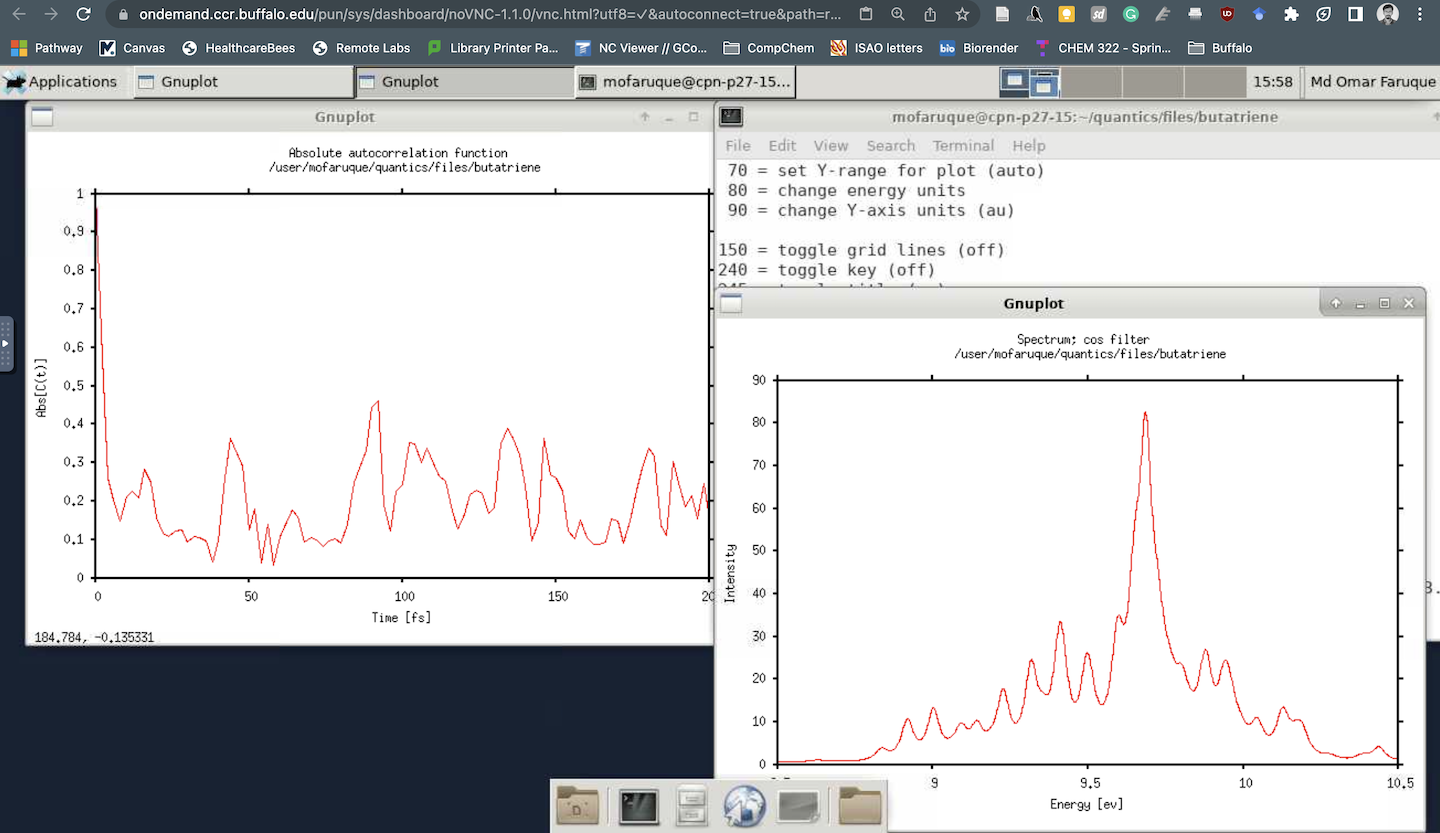 ondemand.ccr.buffalo.edu/pun/sys/dashboard/noVNC-1.1.0/vnc.html?utf8=✓&autoconnect=true&path=r...
Pathway Canvas HealthcareBees Remote Labs Library Printer Pa... NC Viewer // GCo... CompChem ISAO letters bio Biorender CHEM 322 - Sprin... Buffalo
Applications Gnuplot Gnuplot mofaruque@cpn-p27-15... 15:58 Md Omar Faruque
Gnuplot
Absolute autocorrelation function
/user/mofaruque/quantics/files/butatriene
1
0.9
0.8
0.7
0.6
0.5
0.4
0.3
0.2
0.1
0
Abs[C(t)]
0 50 100 150 20
Time [fs]
184.784, -0.135331
mofaruque@cpn-p27-15:~/quantics/files/butatriene
File Edit View Search Terminal Help
70 = set Y-range for plot (auto)
80 = change energy units
90 = change Y-axis units (au)
150 = toggle grid lines (off)
240 = toggle key (off)
Gnuplot
Spectrum; cos filter
/user/mofaruque/quantics/files/butatriene
90
80
70
60
50
40
30
20
10
0
Intensity
9 9.5 10 10.5
Energy [ev]